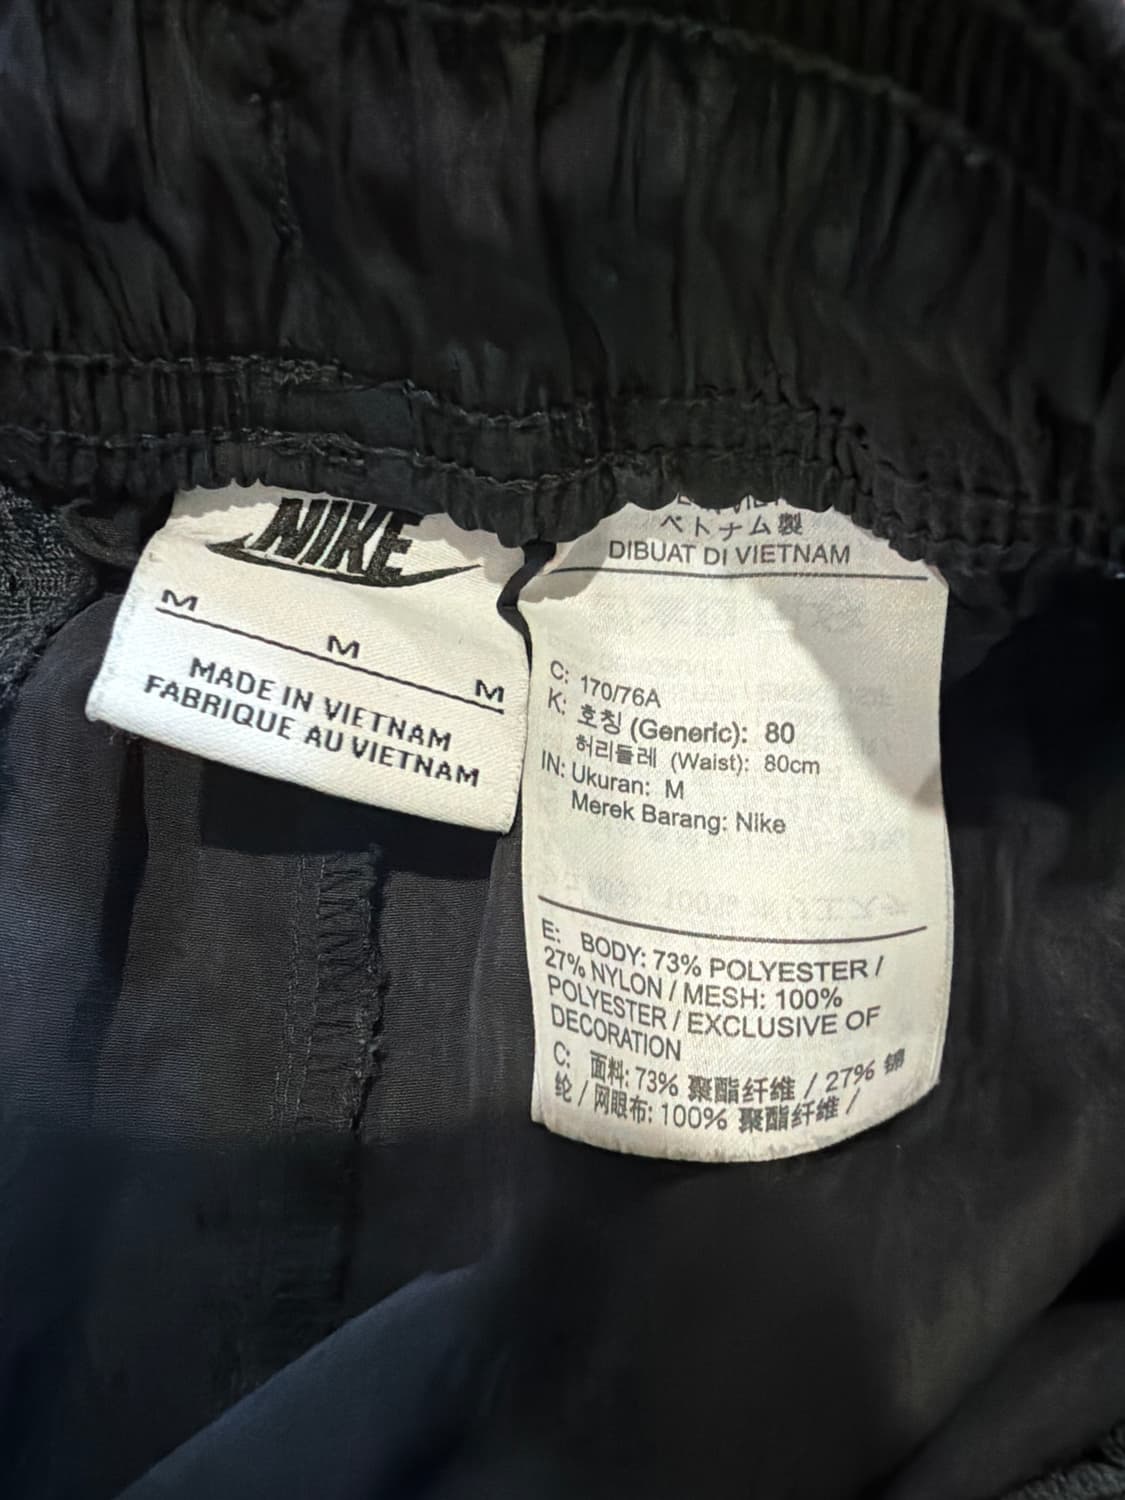 NIKE
M
M
M
MADE IN VIETNAM
FABRIQUE AU VIETNAM
ベトナム製
DIBUAT DI VIETNAM
C: 170/76A
K: 호칭 (Generic): 80
허리둘레 (Waist): 80cm
IN: Ukuran: M
Merek Barang: Nike
E: BODY: 73% POLYESTER /
27% NYLON / MESH: 100%
POLYESTER / EXCLUSIVE OF
DECORATION
C: 面料: 73% 聚酯纤维 / 27% 锦
纶 / 网眼布: 100% 聚酯纤维 /